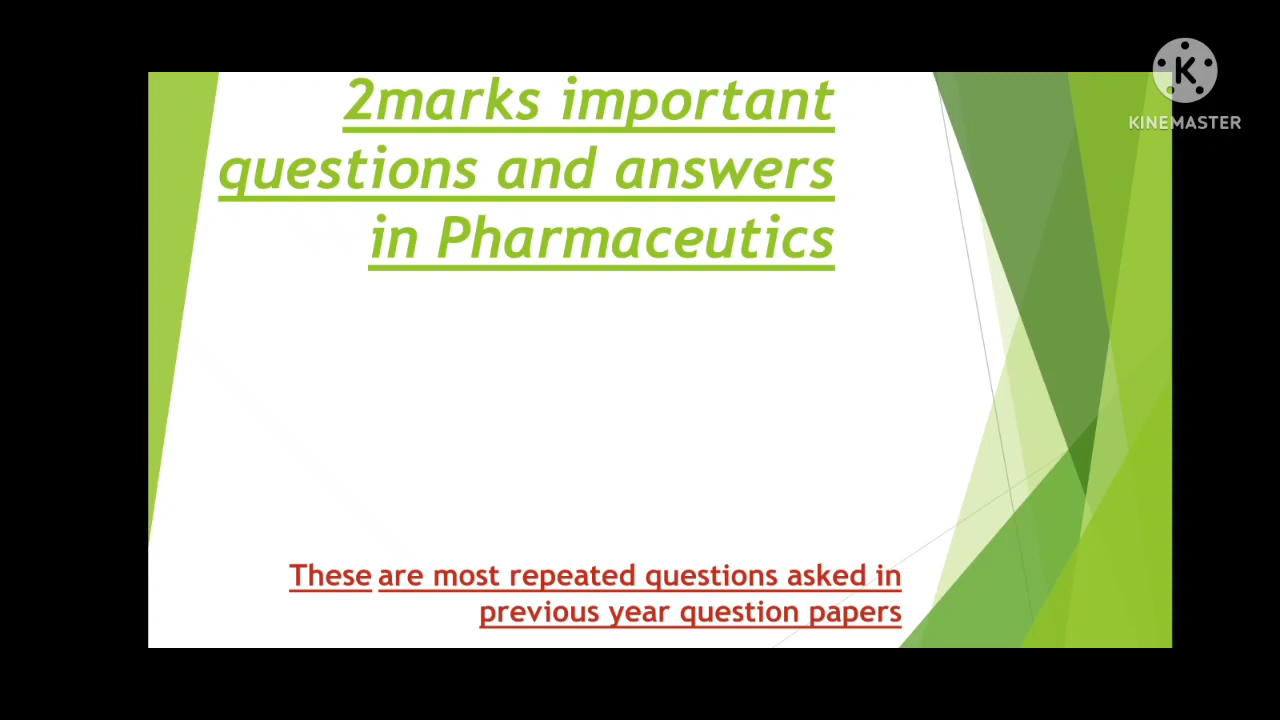 2marks important
questions and answers
in Pharmaceutics
These are most repeated questions asked in
previous year question papers
K
KINEMASTER